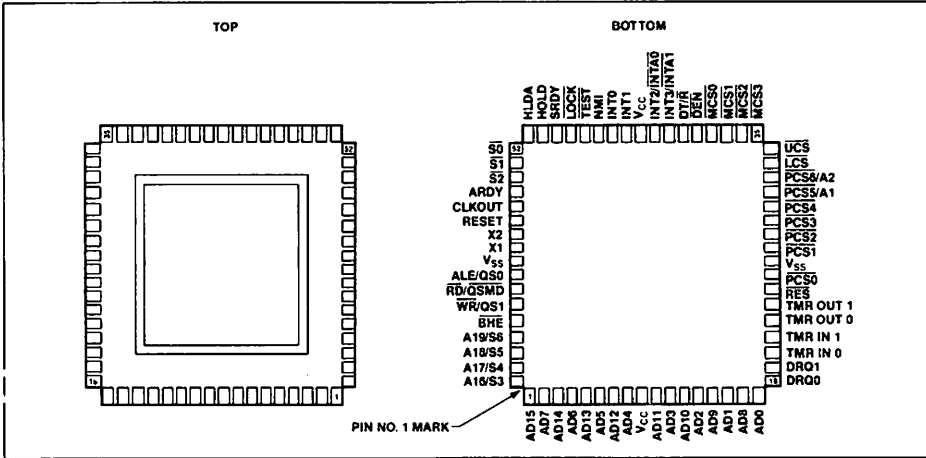 TOP
BOTTOM
35
52
18
1
HLDA
HOLD
SRDY
LOCK
TEST
NMI
INT0
INT1
VCC
INT2/INTA0
INT3/INTA1
DT/R
DEN
MCS0
MCS1
MCS2
MCS3
52
35
S0
S1
S2
ARDY
CLKOUT
RESET
X2
X1
VSS
ALE/QS0
RD/QSMD
WR/QS1
BHE
A19/S6
A18/S5
A17/S4
A16/S3
UCS
LCS
PCS6/A2
PCS5/A1
PCS4
PCS3
PCS2
PCS1
VSS
PCS0
RES
TMR OUT 1
TMR OUT 0
TMR IN 1
TMR IN 0
DRQ1
DRQ0
1
18
PIN NO. 1 MARK
AD15
AD7
AD14
AD6
AD13
AD5
AD12
AD4
VCC
AD11
AD3
AD10
AD2
AD9
AD1
AD8
AD0